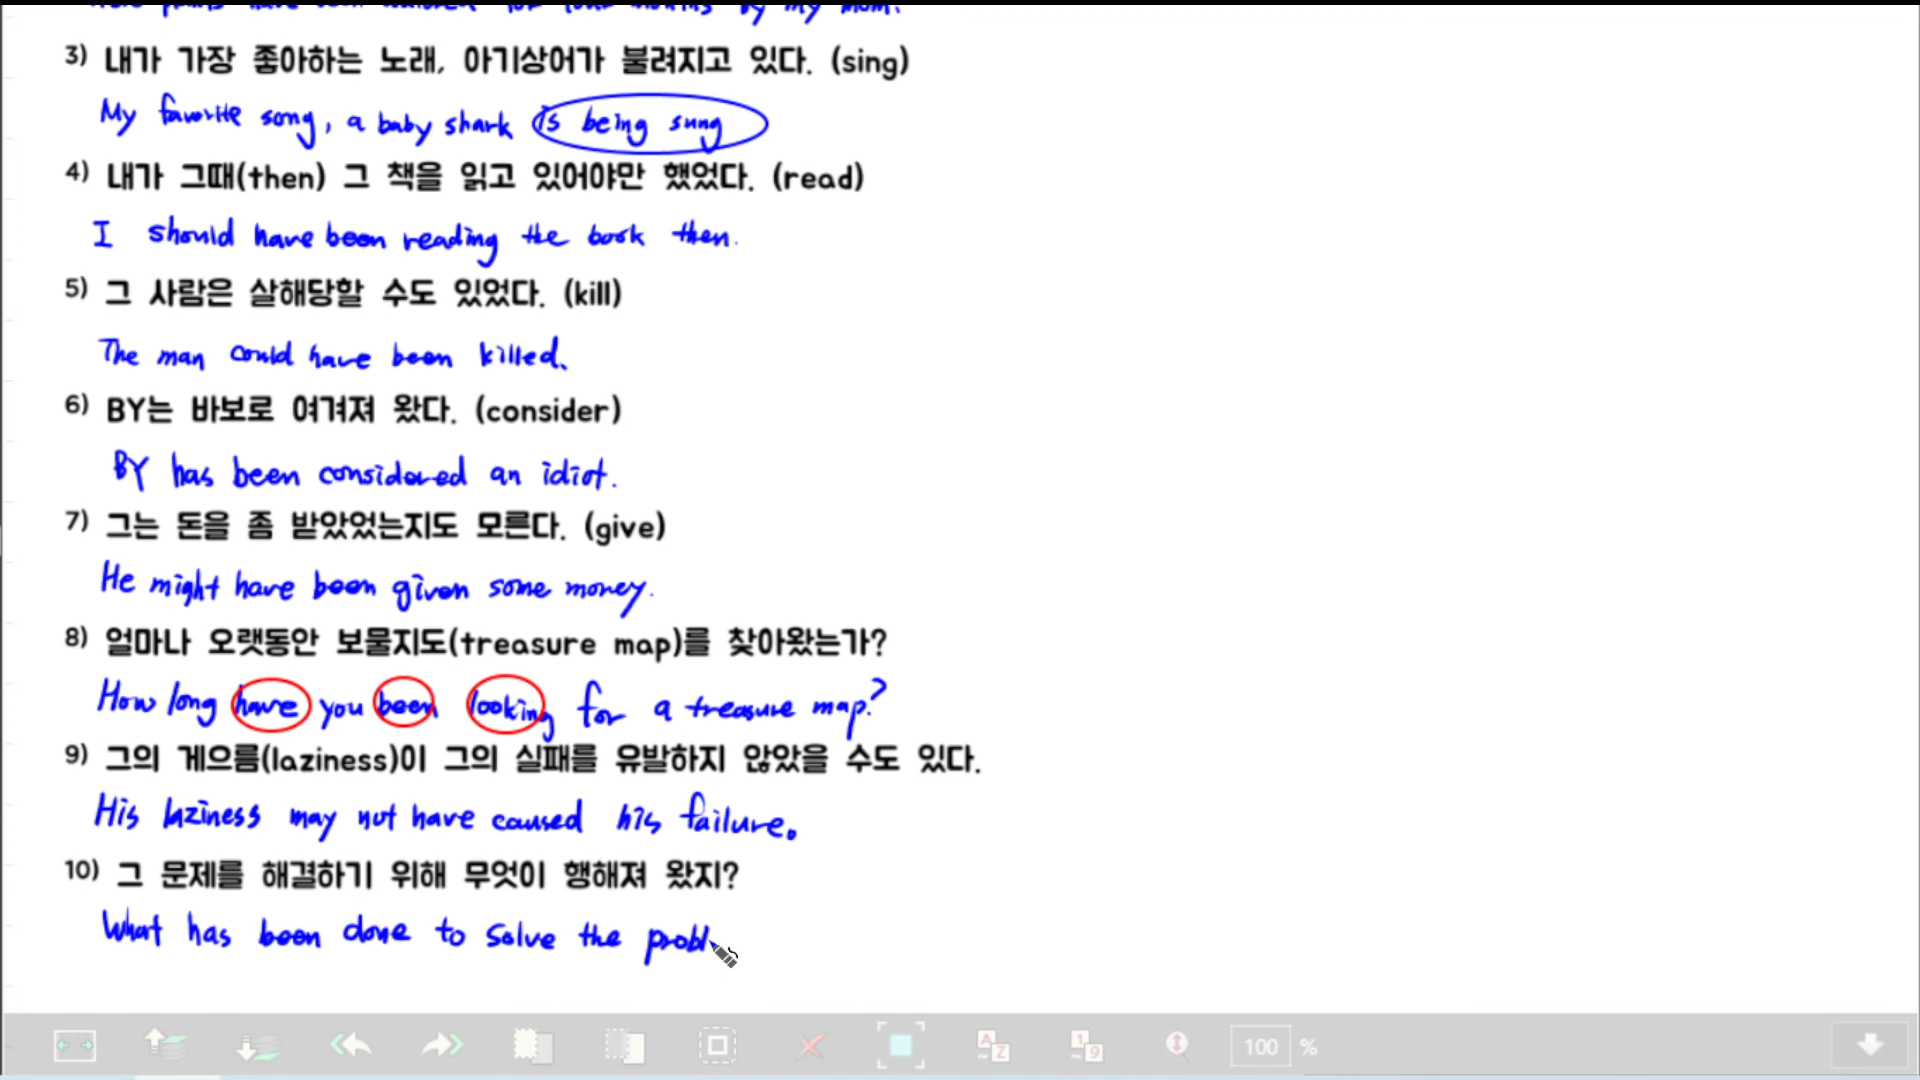 have been watered for four months by my mom.
3) 내가 가장 좋아하는 노래, 아기상어가 불려지고 있다. (sing)
My favorite song, a baby shark is being sung
4) 내가 그때(then) 그 책을 읽고 있어야만 했었다. (read)
I should have been reading the book then.
5) 그 사람은 살해당할 수도 있었다. (kill)
The man could have been killed.
6) BY는 바보로 여겨져 왔다. (consider)
BY has been considered an idiot.
7) 그는 돈을 좀 받았었는지도 모른다. (give)
He might have been given some money.
8) 얼마나 오랫동안 보물지도(treasure map)를 찾아왔는가?
How long have you been looking for a treasure map?
9) 그의 게으름(laziness)이 그의 실패를 유발하지 않았을 수도 있다.
His laziness may not have caused his failure.
10) 그 문제를 해결하기 위해 무엇이 행해져 왔지?
What has been done to solve the probl
100 %